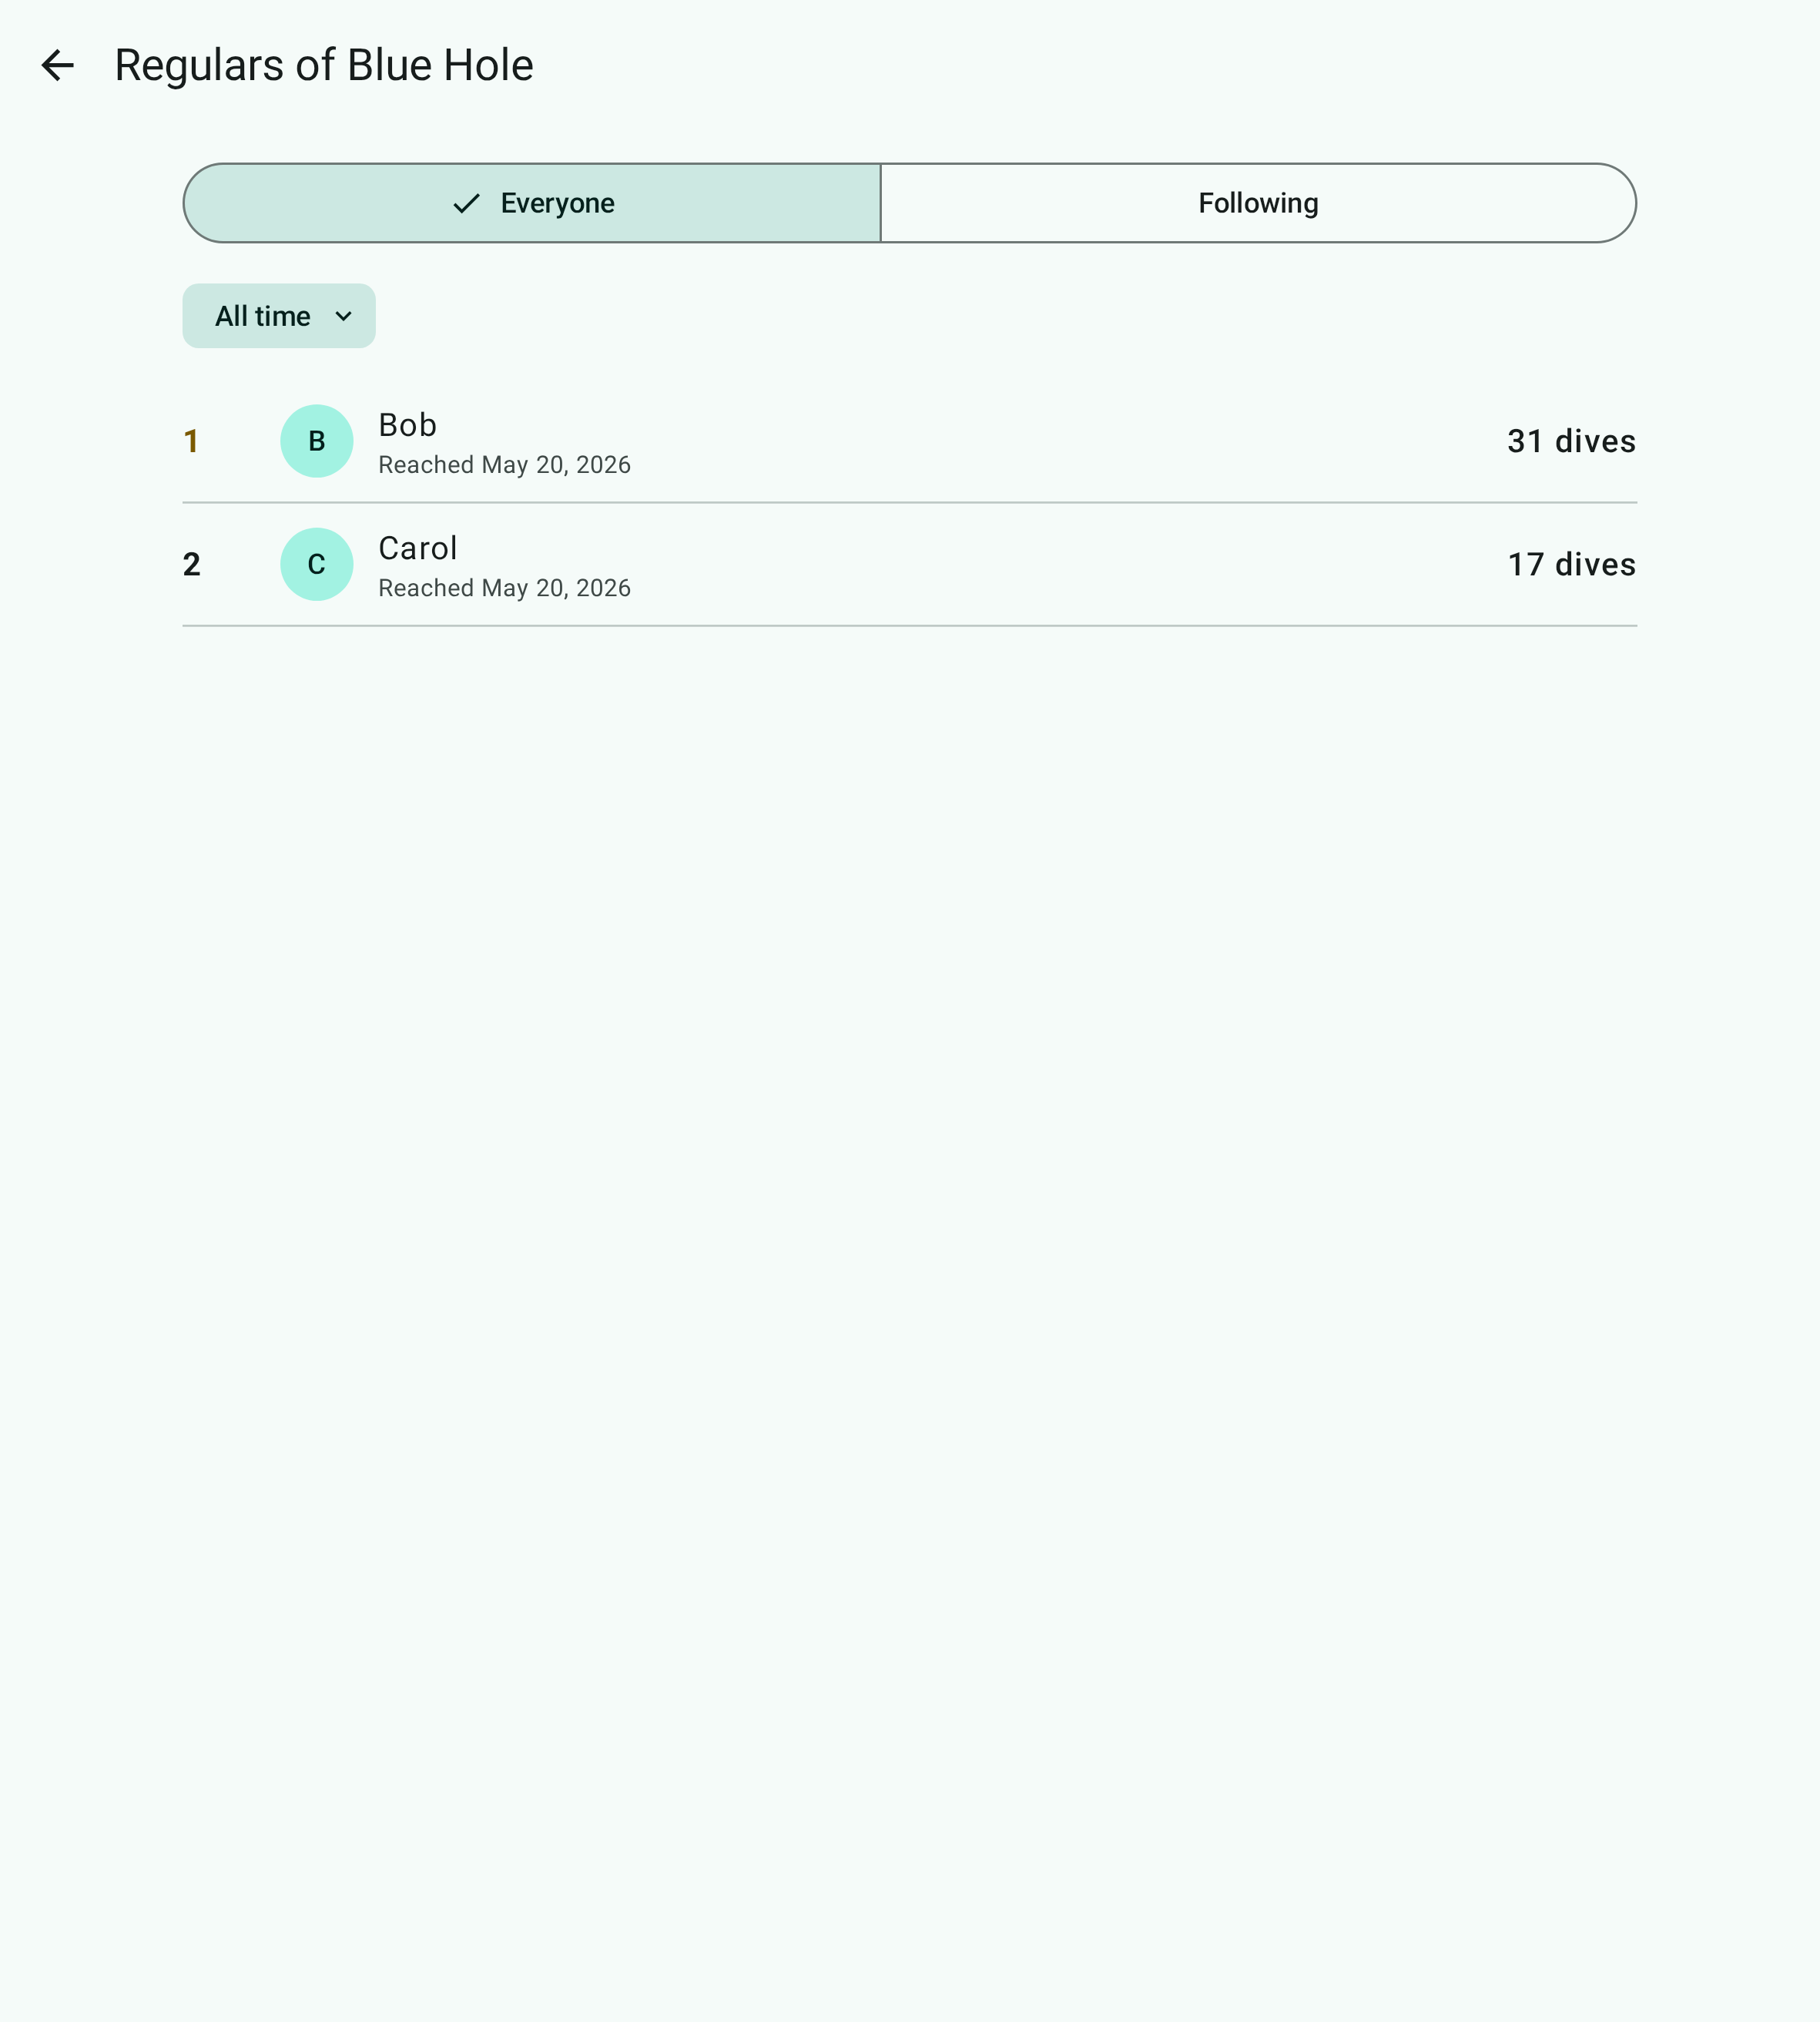 Regulars of Blue Hole
Everyone
Following
All time
1
B
Bob
Reached May 20, 2026
31 dives
2
C
Carol
Reached May 20, 2026
17 dives